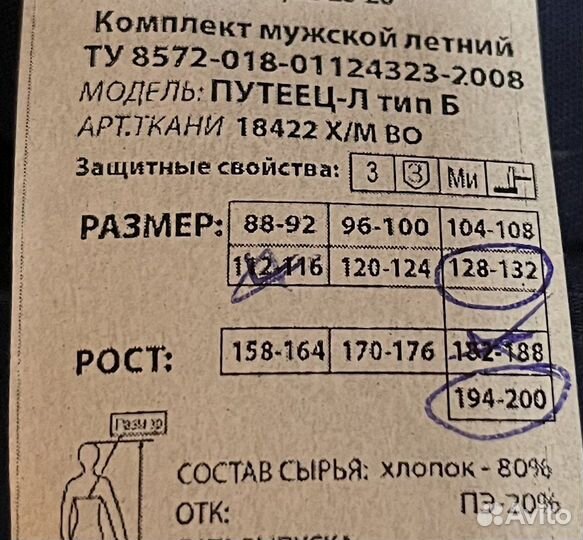 Комплект мужской летний
ТУ 8572-018-01124323-2008
МОДЕЛЬ: ПУТЕЕЦ-Л тип Б
АРТ.ТКАНИ 18422 Х/М ВО
Защитные свойства: З З Ми
РАЗМЕР: 88-92 96-100 104-108
112-116 120-124 128-132
РОСТ: 158-164 170-176 182-188
194-200
Размер
СОСТАВ СЫРЬЯ: хлопок - 80%
ПЭ-20%
ОТК:
Avito